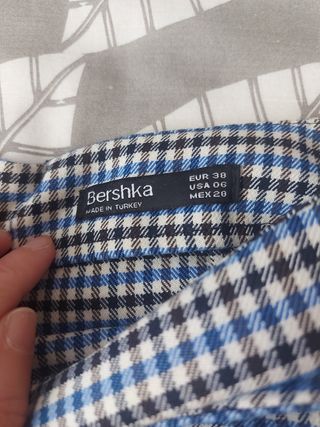 Bershka
MADE IN TURKEY
EUR 38
USA 06
MEX 28